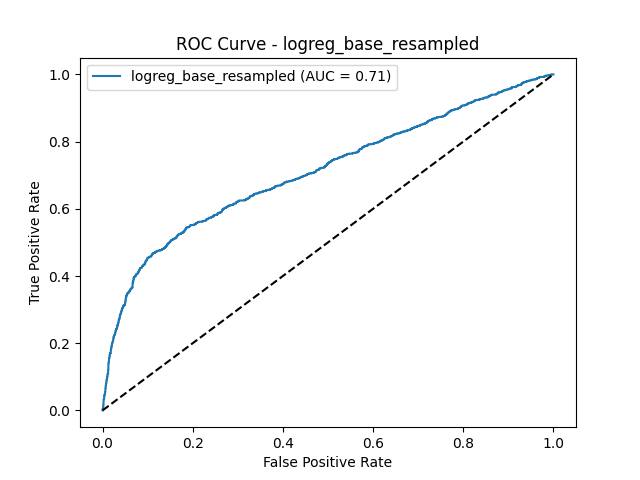 ROC Curve - logreg_base_resampled
logreg_base_resampled (AUC = 0.71)
1.0
0.8
0.6
0.4
0.2
0.0
True Positive Rate
0.0 0.2 0.4 0.6 0.8 1.0
False Positive Rate